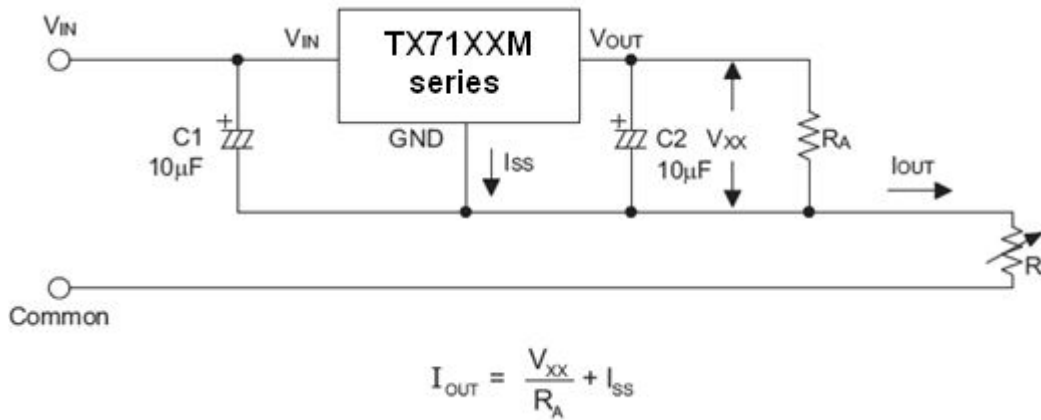 VIN
VIN
TX71XXM
series
VOUT
C1
10μF
GND
ISS
C2
10μF
VXX
RA
IOUT
RL
Common
IOUT = VXX / RA + ISS